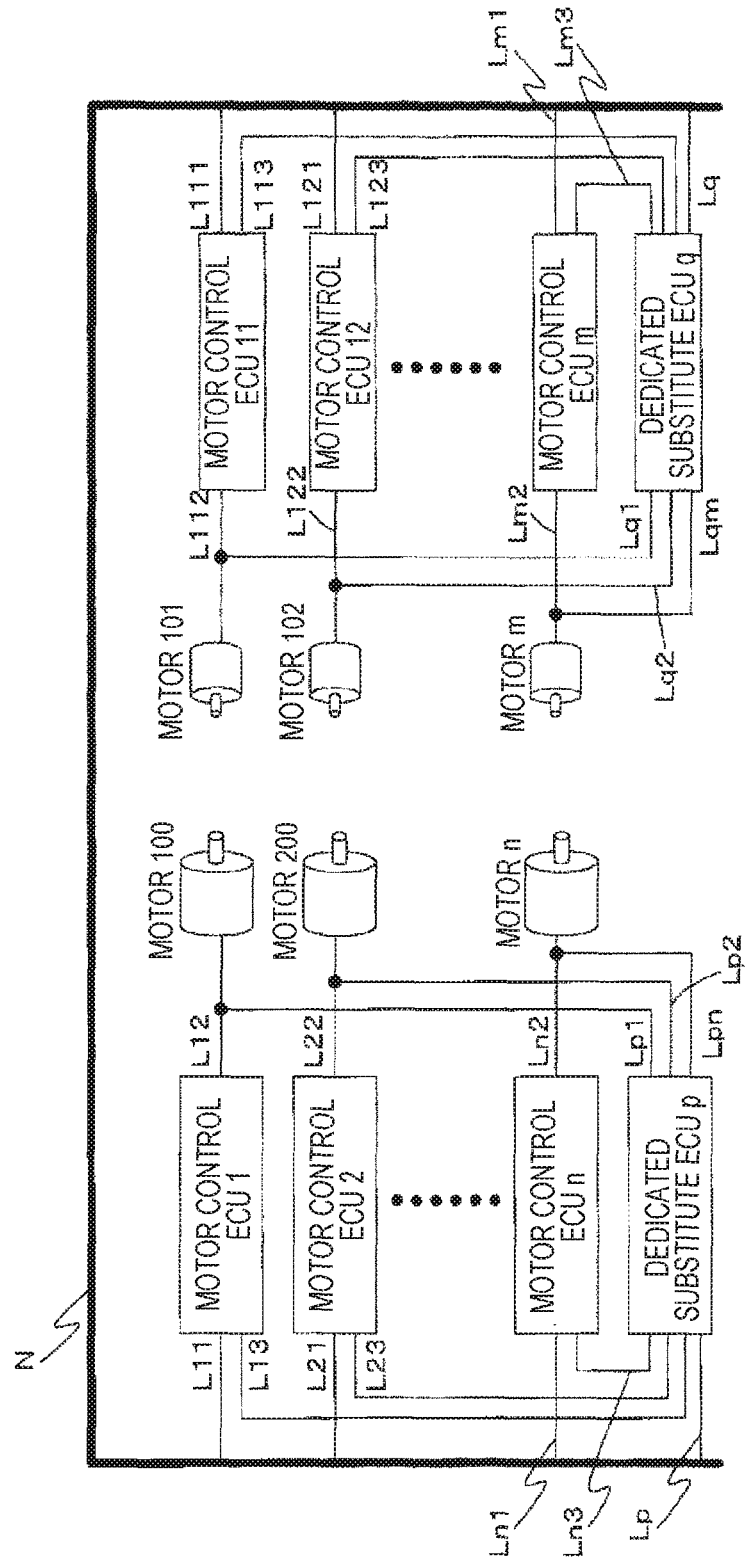 N
L11
L13
MOTOR CONTROL
ECU 1
L12
MOTOR 100
L21
L23
MOTOR CONTROL
ECU 2
L22
MOTOR 200
Ln1
Ln3
MOTOR CONTROL
ECU n
Ln2
MOTOR n
Lp
DEDICATED
SUBSTITUTE ECU p
Lp1
Lp2
Lpn
MOTOR 101
L112
MOTOR CONTROL
ECU 11
L111
L113
MOTOR 102
L122
MOTOR CONTROL
ECU 12
L121
L123
MOTOR m
Lm2
MOTOR CONTROL
ECU m
Lm1
Lm3
Lq1
Lq2
Lqm
DEDICATED
SUBSTITUTE ECU q
Lq